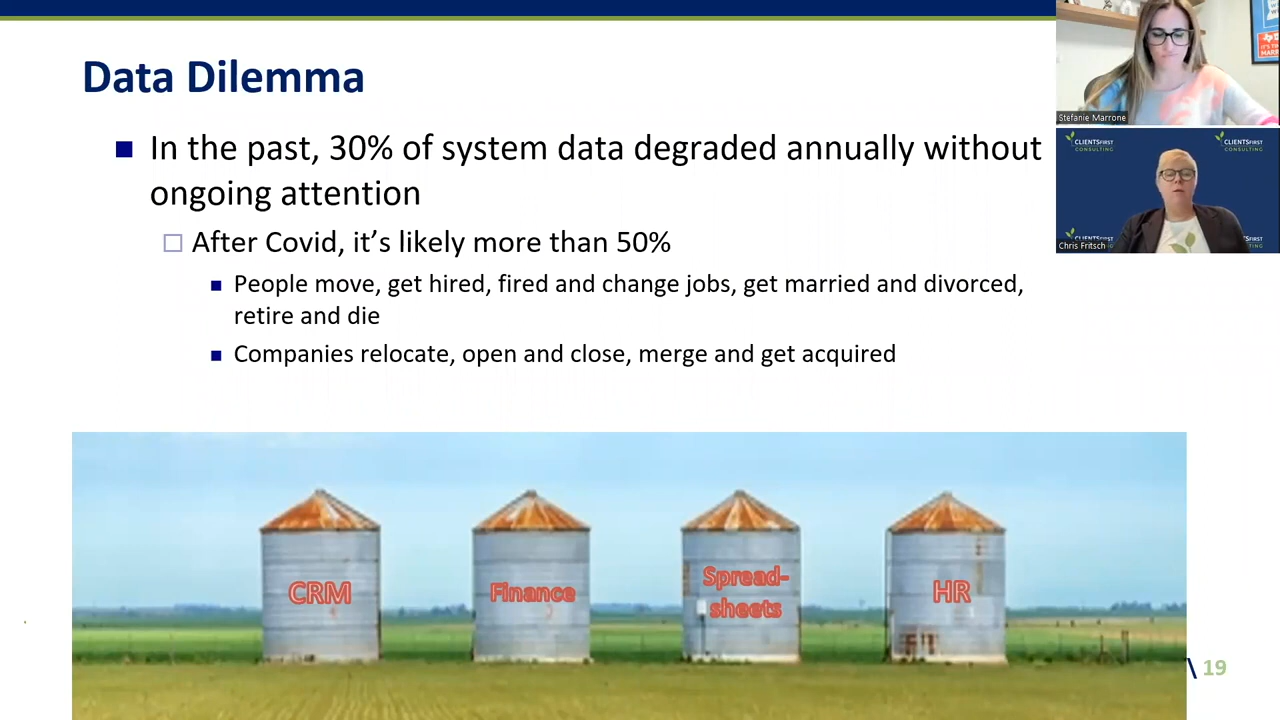 Data Dilemma
In the past, 30% of system data degraded annually without
ongoing attention
After Covid, it's likely more than 50%
People move, get hired, fired and change jobs, get married and divorced,
retire and die
Companies relocate, open and close, merge and get acquired
CRM
Finance
Spread-
sheets
HR
\ 19
Stefanie Marrone
CLIENTSFIRST
CONSULTING
CLIENTSFIRST
CONSULTING
Chris Fritsch